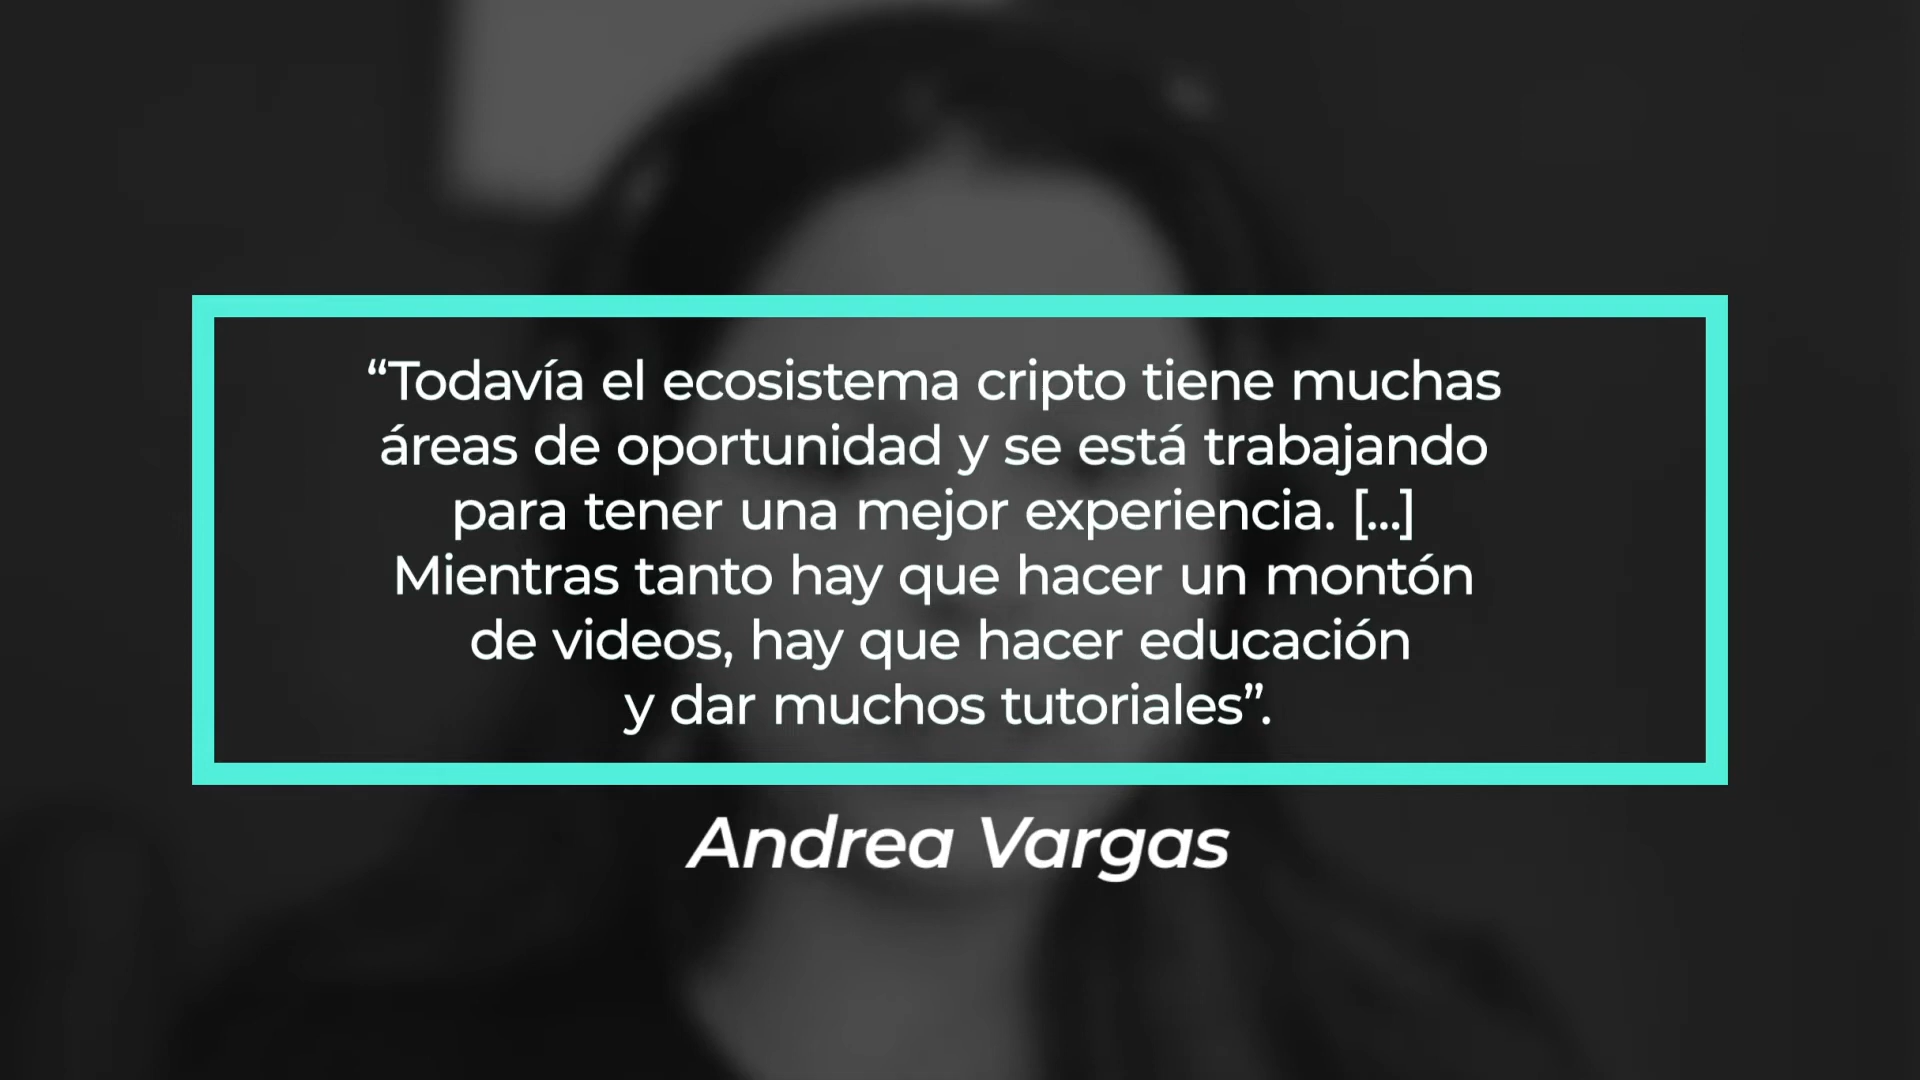 “Todavía el ecosistema cripto tiene muchas
áreas de oportunidad y se está trabajando
para tener una mejor experiencia. [...]
Mientras tanto hay que hacer un montón
de videos, hay que hacer educación
y dar muchos tutoriales”.
Andrea Vargas